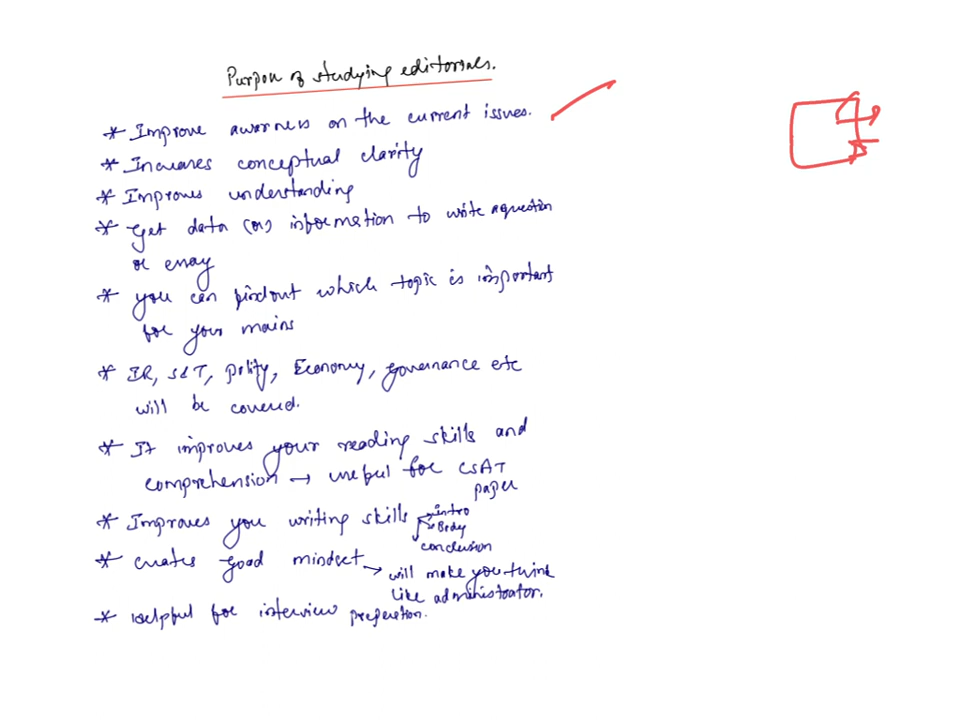 Purpose of studying editorials.
* Improve awarness on the current issues.
* Increases conceptual clarity
* Improves understanding
* Get data (or) information to write a question
or essay
* you can findout which topic is important
for your mains
* IR, S&T, polity, Economy, governance etc
will be covered.
* It improves your reading skills and
comprehension → useful for CSAT
paper
* Improves you writing skills → intro
→ Body
conclusion
* creates good mindset → will make you think
like administrator.
* Helpful for interview preparation.